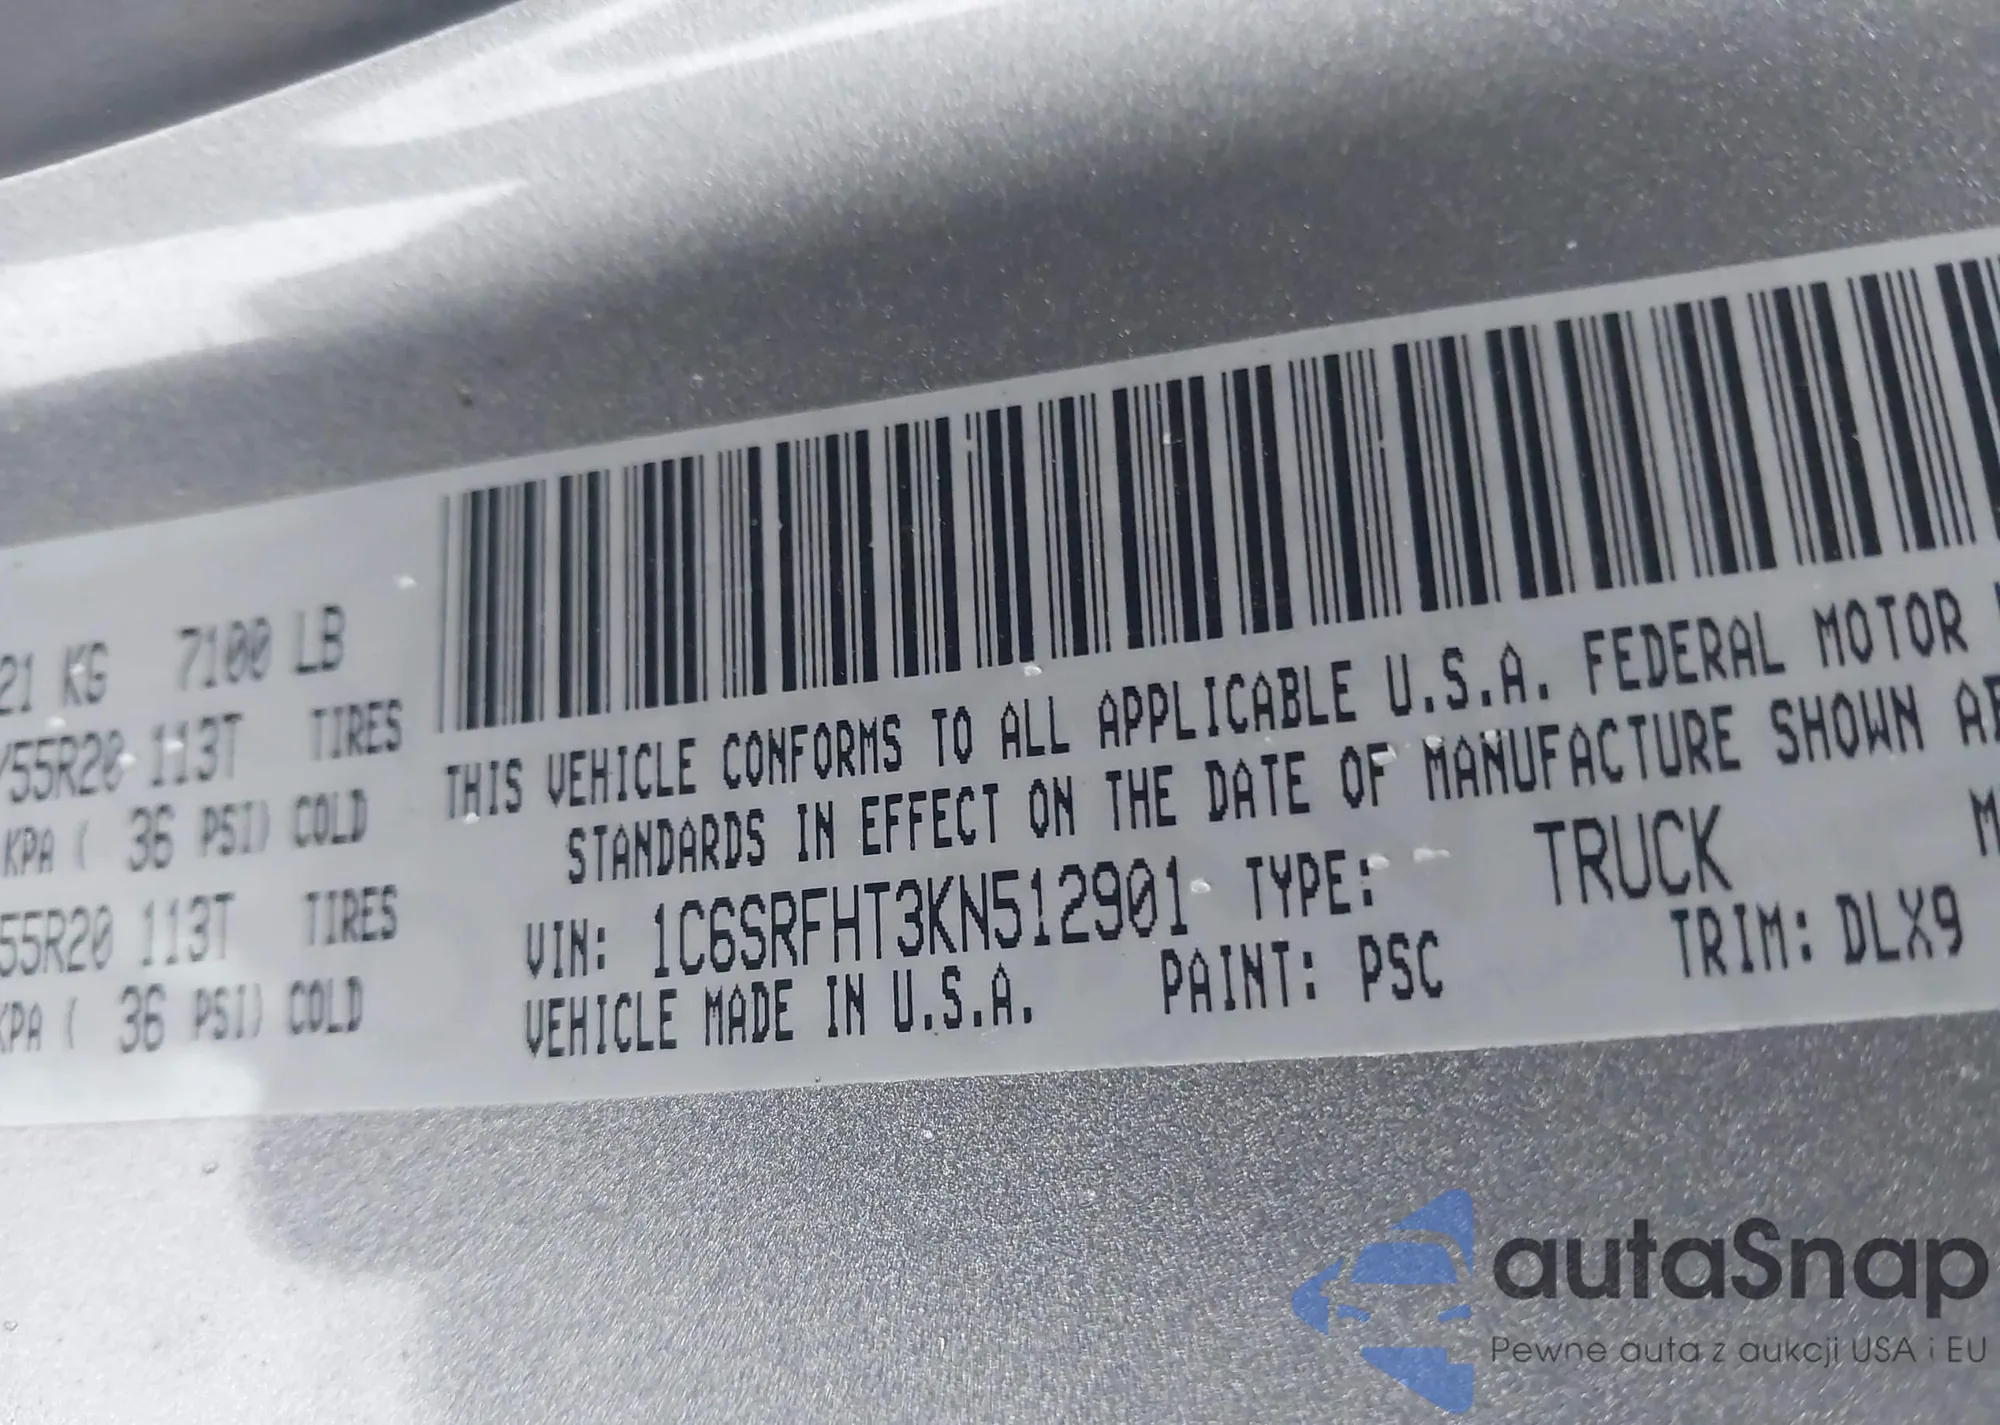 21 KG 7100 LB
/55R20 113T TIRES
KPA ( 36 PSI) COLD
55R20 113T TIRES
KPA ( 36 PSI) COLD
THIS VEHICLE CONFORMS TO ALL APPLICABLE U.S.A. FEDERAL MOTOR
STANDARDS IN EFFECT ON THE DATE OF MANUFACTURE SHOWN
VIN: 1C6SRFHT3KN512901 TYPE: TRUCK
VEHICLE MADE IN U.S.A. PAINT: PSC TRIM: DLX9
autaSnap
Pewne auta z aukcji USA i EU